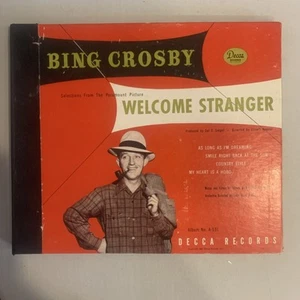 BING CROSBY
Decca
Selections From The Paramount Picture
WELCOME STRANGER
AS LONG AS I'M DREAMING
SMILE RIGHT BACK AT THE SUN
COUNTRY STYLE
MY HEART IS A HOBO
DECCA RECORDS